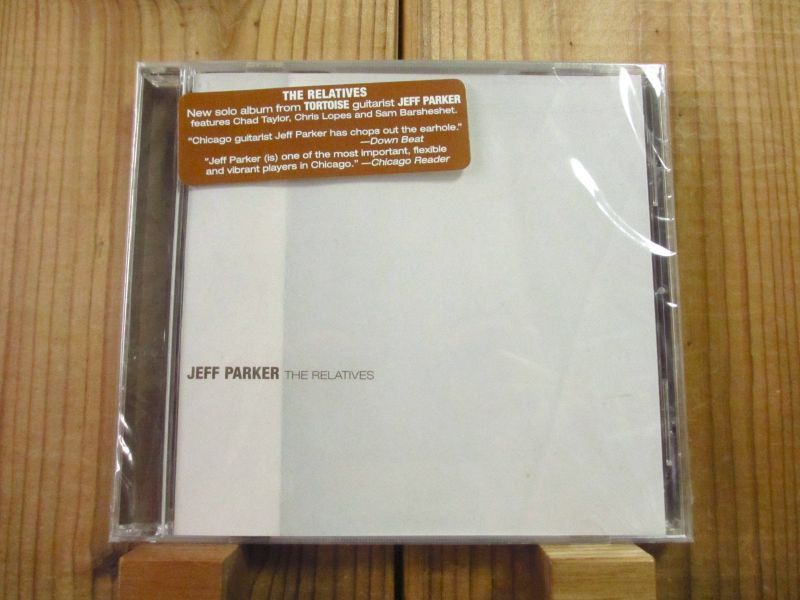 THE RELATIVES
New solo album from TORTOISE guitarist JEFF PARKER
features Chad Taylor, Chris Lopes and Sam Barsheshet.
"Chicago guitarist Jeff Parker has chops out the earhole."
—Down Beat
"Jeff Parker (is) one of the most important, flexible
and vibrant players in Chicago." —Chicago Reader
JEFF PARKER THE RELATIVES